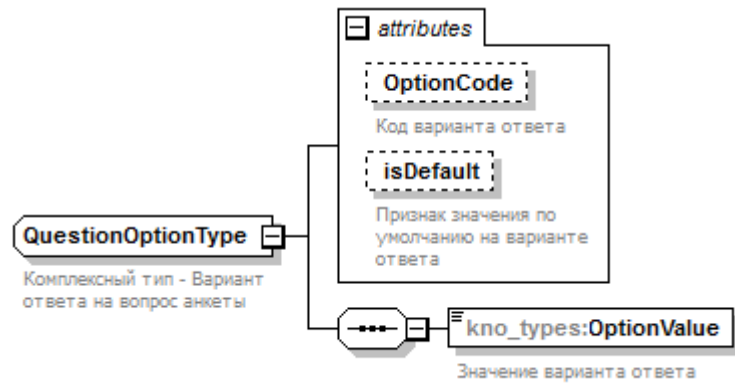 attributes
OptionCode
Код варианта ответа
isDefault
Признак значения по
умолчанию на варианте
ответа
QuestionOptionType
Комплексный тип - Вариант
ответа на вопрос анкеты
kno_types:OptionValue
Значение варианта ответа